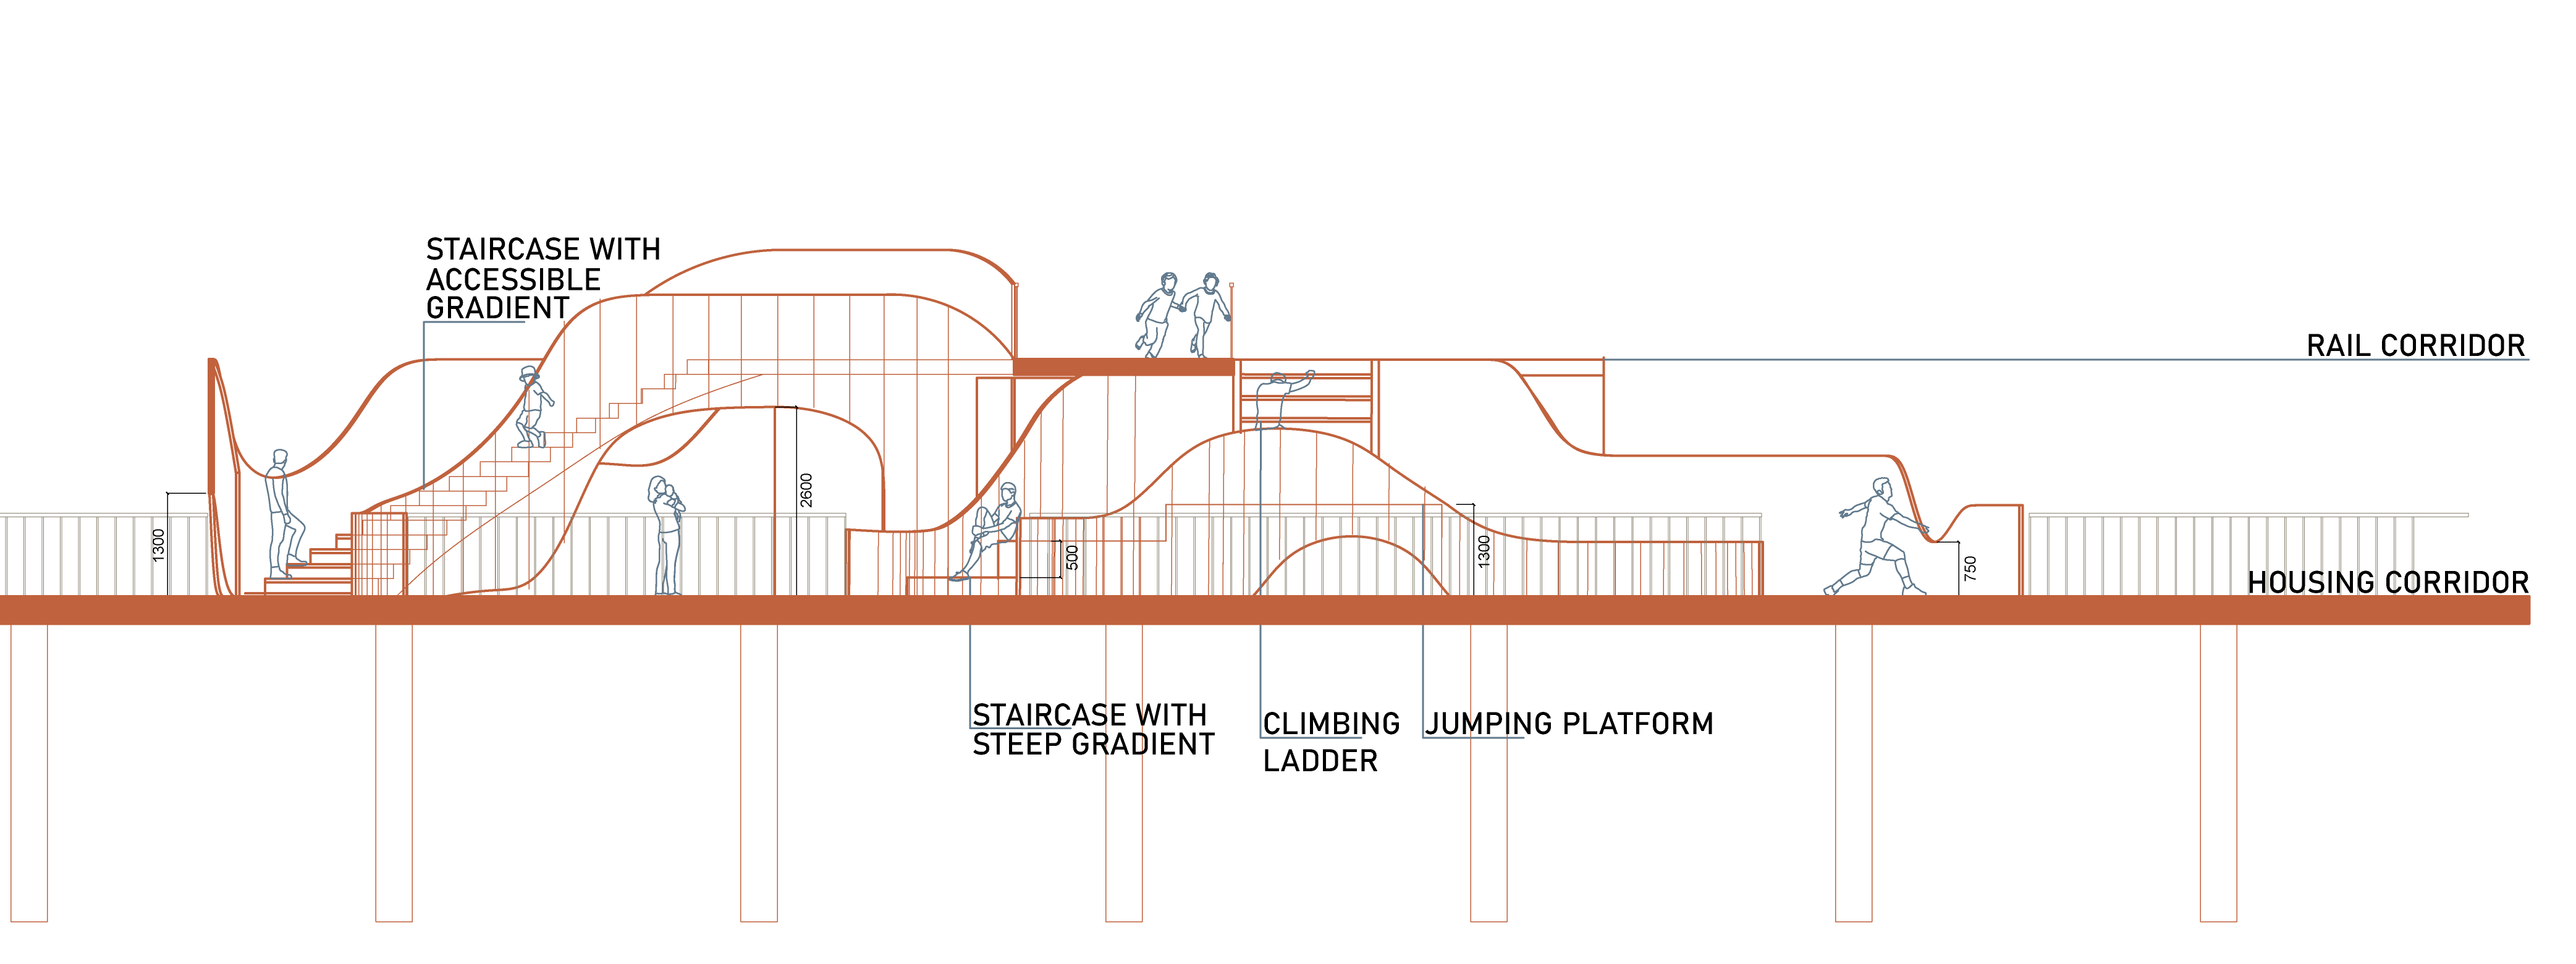 STAIRCASE WITH
ACCESSIBLE
GRADIENT
RAIL CORRIDOR
1300
2600
500
1300
750
HOUSING CORRIDOR
STAIRCASE WITH
STEEP GRADIENT
CLIMBING
LADDER
JUMPING PLATFORM